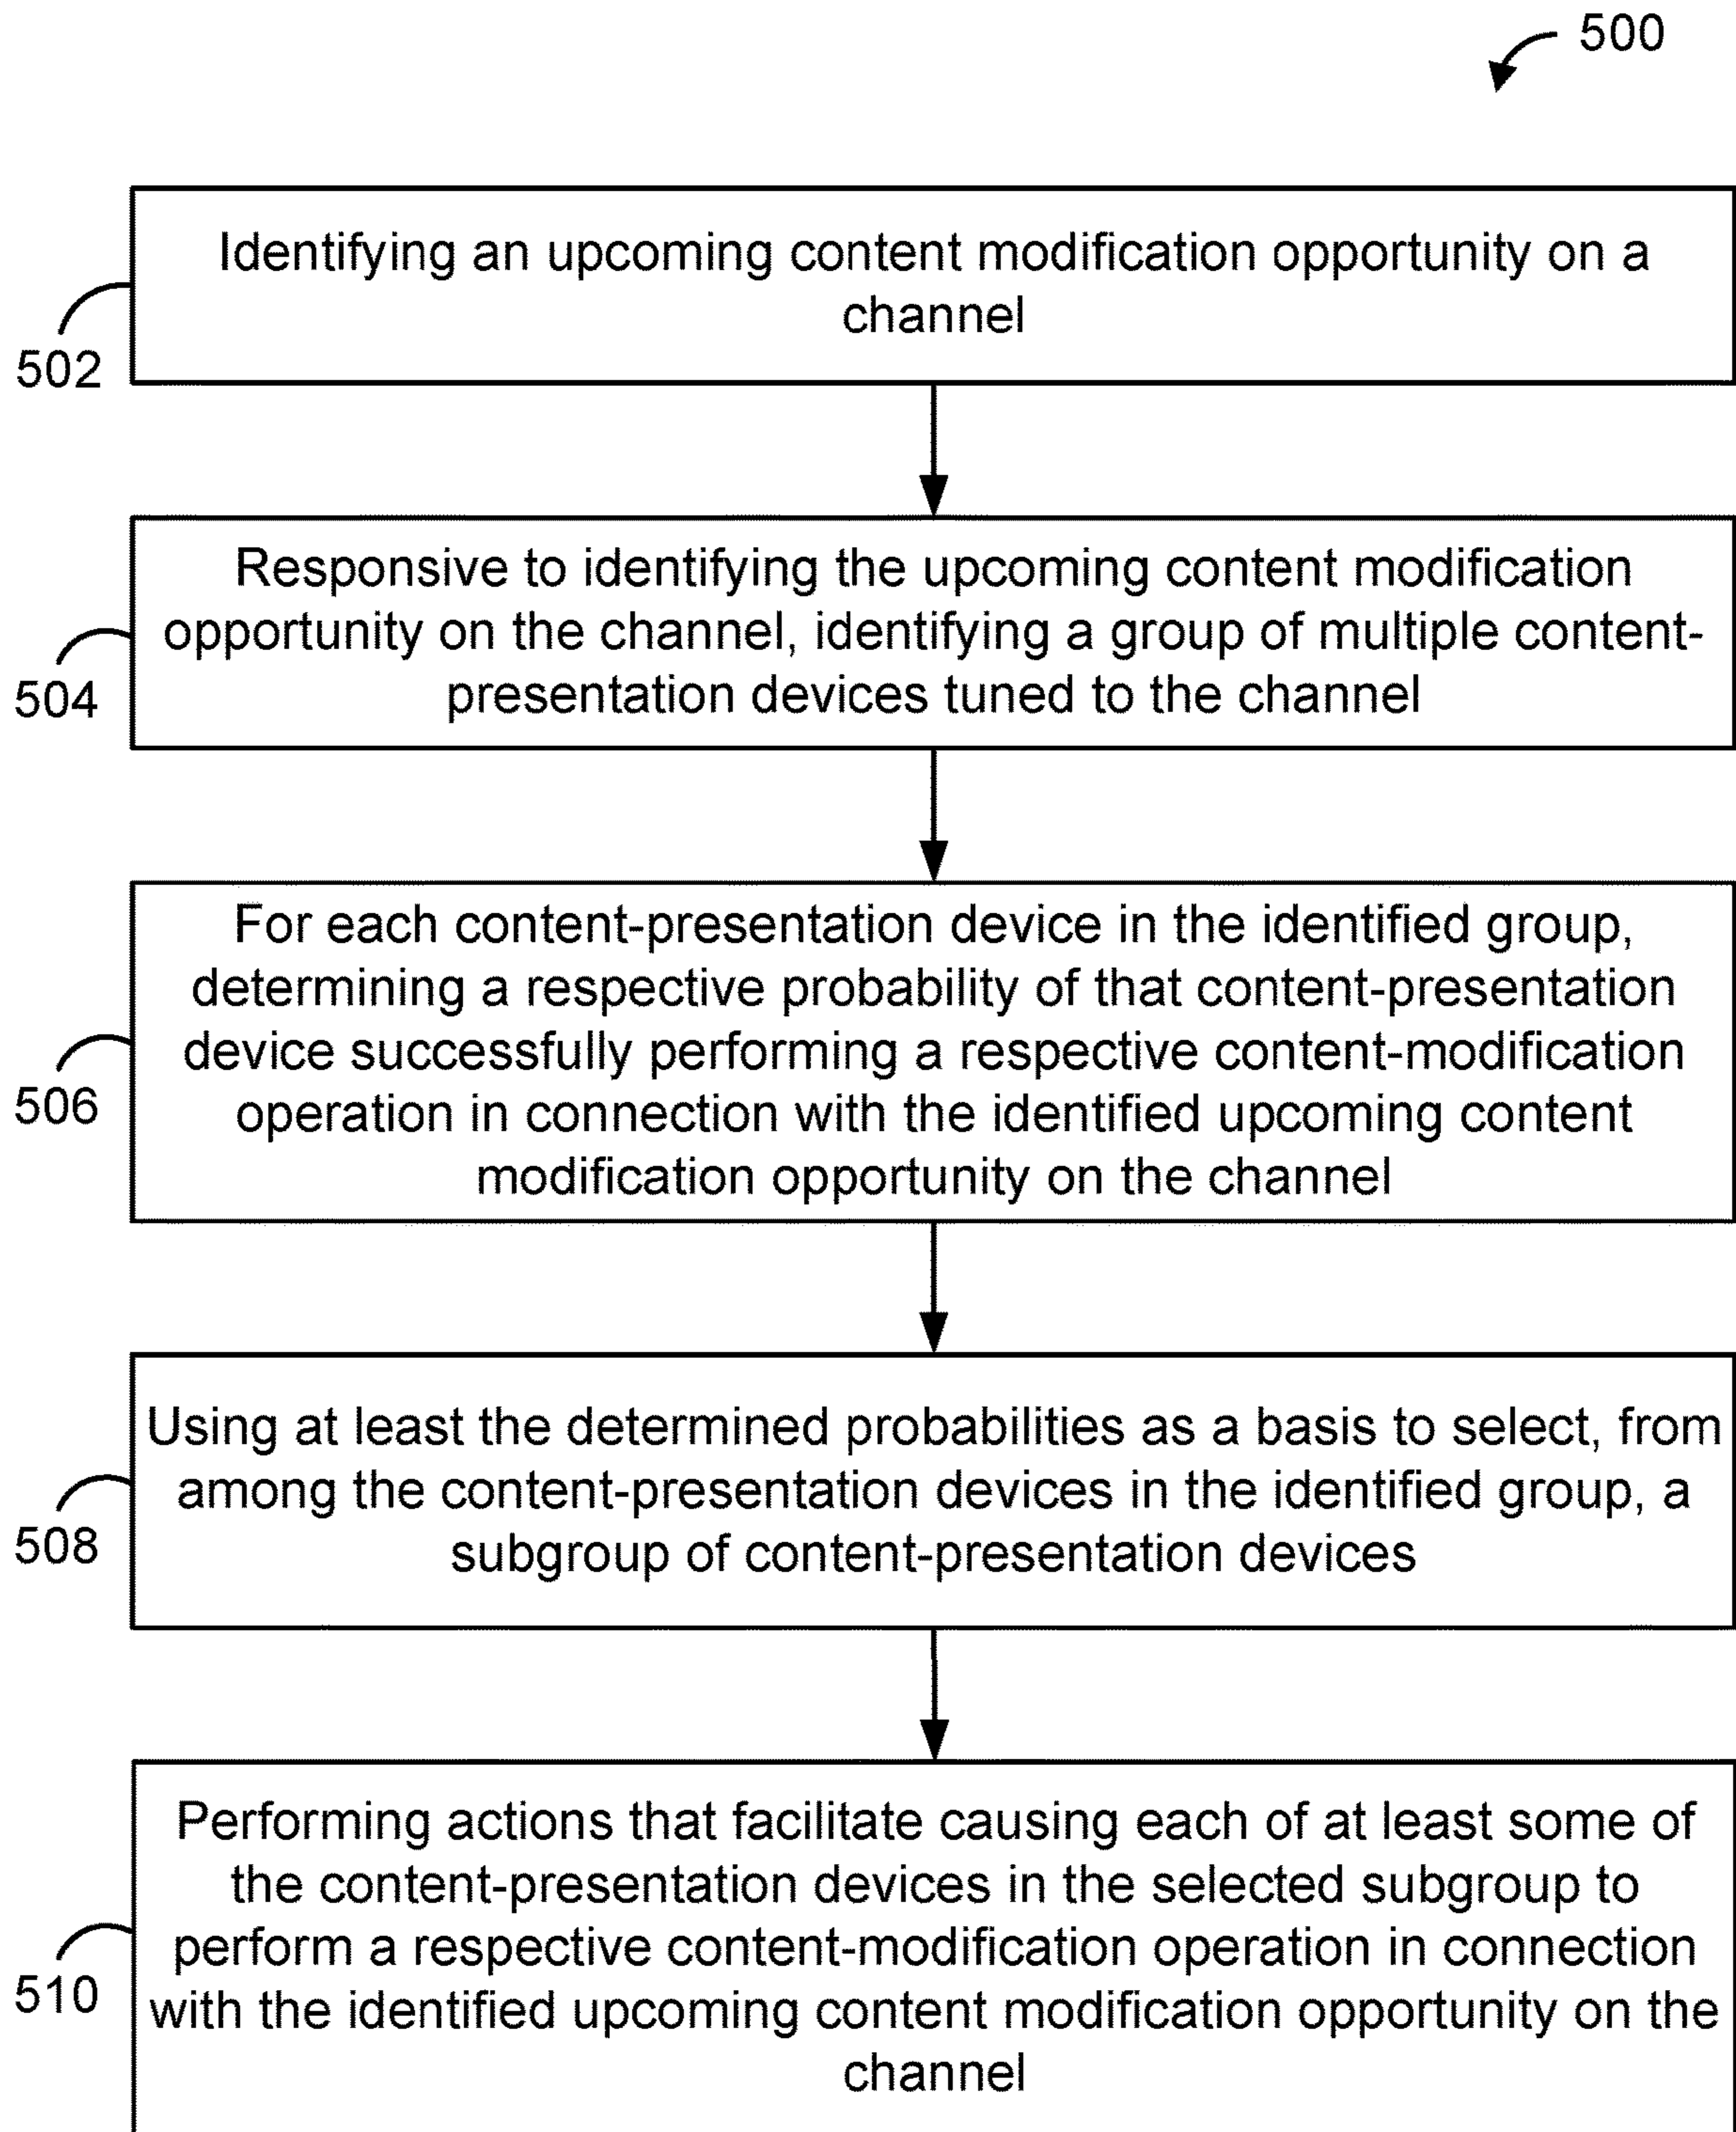 500
Identifying an upcoming content modification opportunity on a
channel
502
Responsive to identifying the upcoming content modification
opportunity on the channel, identifying a group of multiple content-
presentation devices tuned to the channel
504
For each content-presentation device in the identified group,
determining a respective probability of that content-presentation
device successfully performing a respective content-modification
operation in connection with the identified upcoming content
modification opportunity on the channel
506
Using at least the determined probabilities as a basis to select, from
among the content-presentation devices in the identified group, a
subgroup of content-presentation devices
508
Performing actions that facilitate causing each of at least some of
the content-presentation devices in the selected subgroup to
perform a respective content-modification operation in connection
with the identified upcoming content modification opportunity on the
channel
510